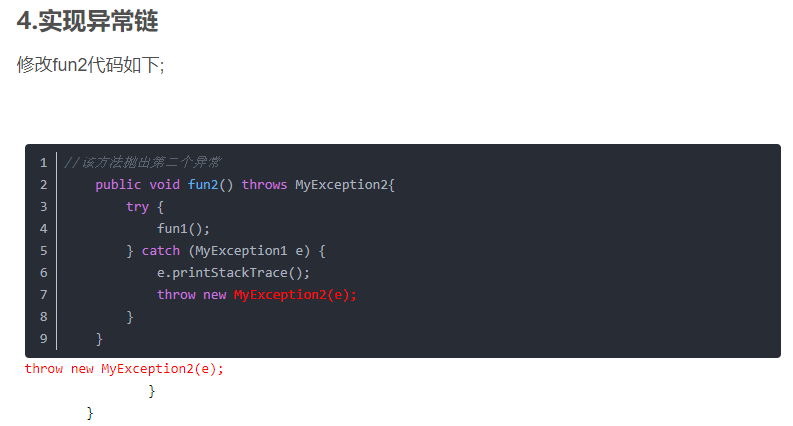 4.实现异常链
修改fun2代码如下;
1 //该方法抛出第二个异常
2 public void fun2() throws MyException2{
3 try {
4 fun1();
5 } catch (MyException1 e) {
6 e.printStackTrace();
7 throw new MyException2(e);
8 }
9 }
throw new MyException2(e);
}
}